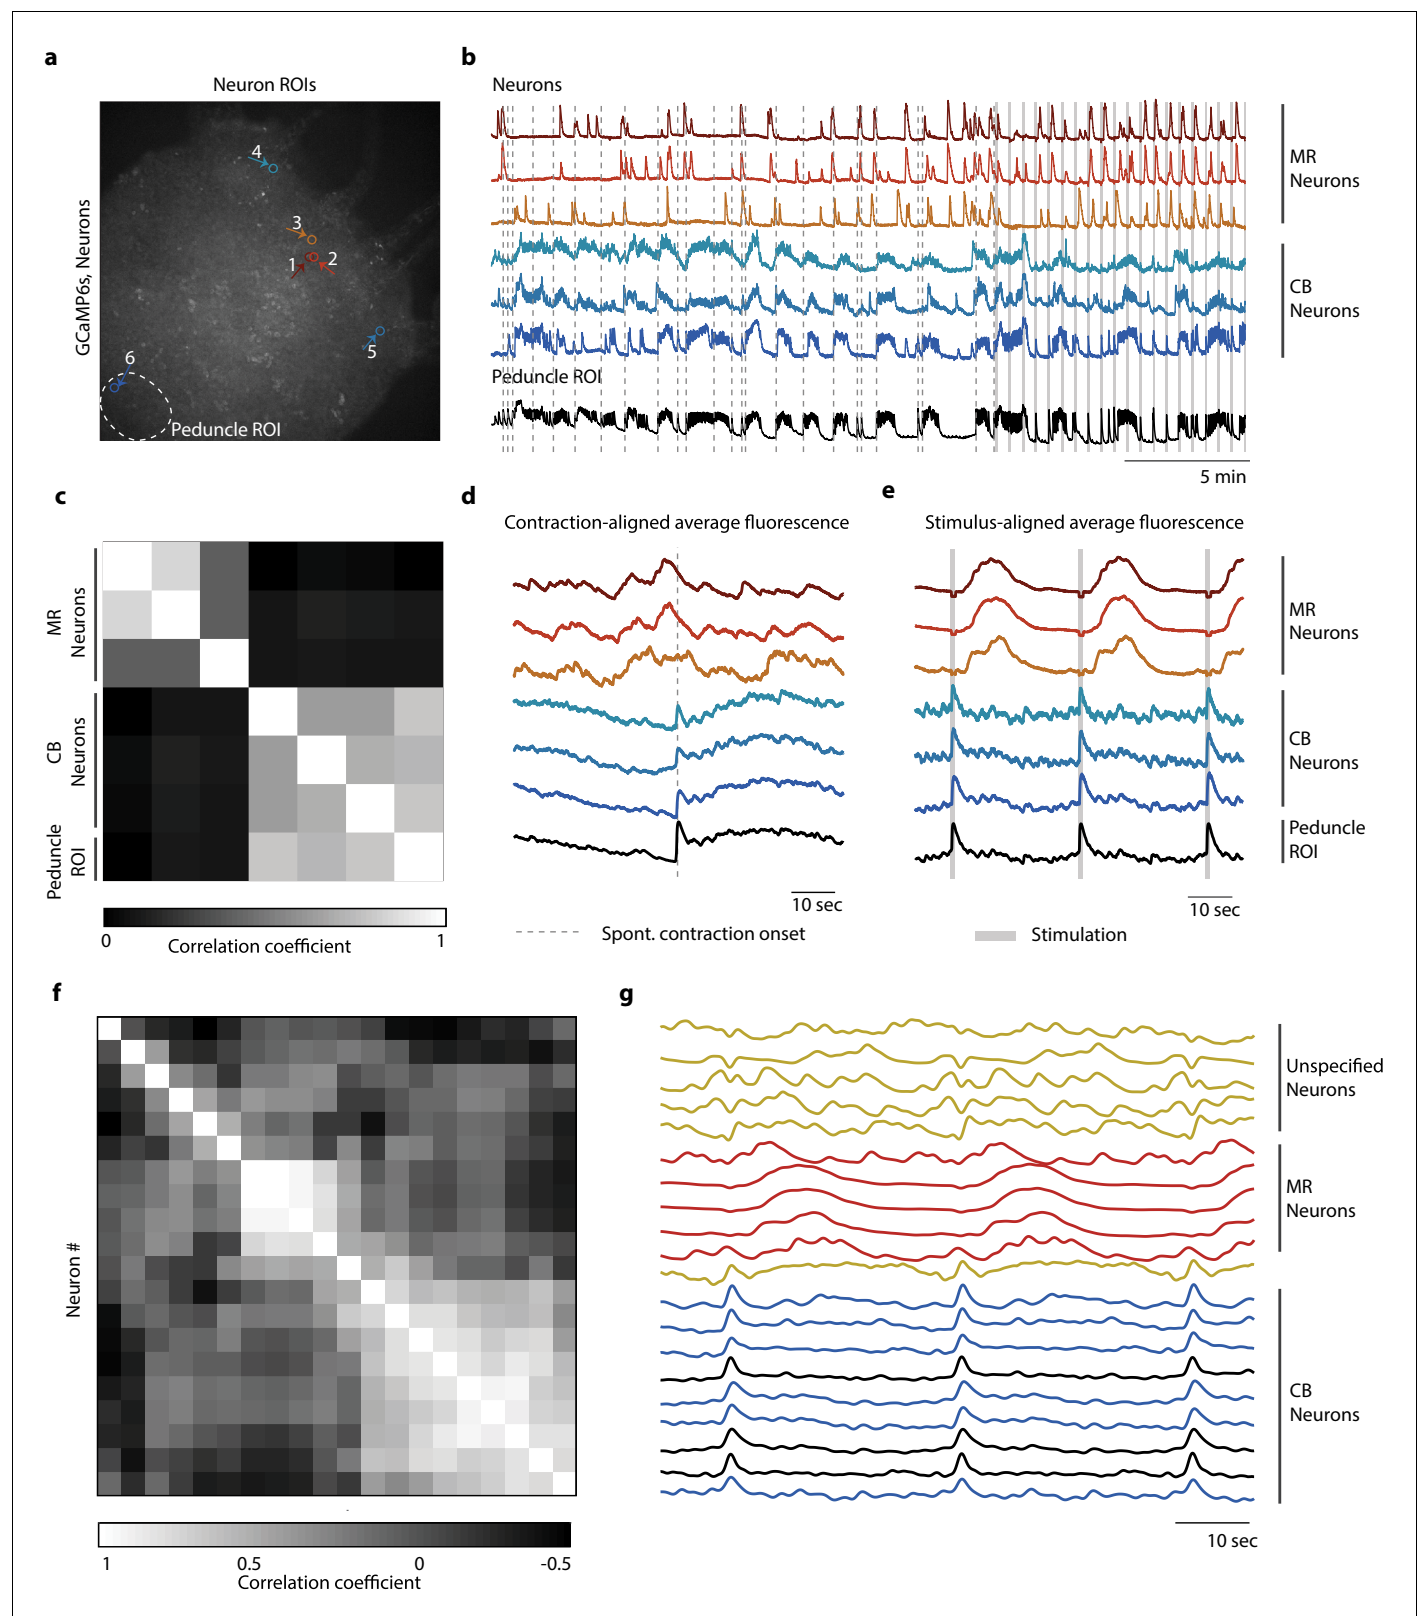 a
Neuron ROIs
GCaMP6s, Neurons
4
3
1
2
5
6
Peduncle ROI
b
Neurons
MR
Neurons
CB
Neurons
Peduncle ROI
5 min
c
MR
Neurons
CB
Neurons
Peduncle
ROI
0
1
Correlation coefficient
d
Contraction-aligned average fluorescence
10 sec
Spont. contraction onset
e
Stimulus-aligned average fluorescence
MR
Neurons
CB
Neurons
Peduncle
ROI
10 sec
Stimulation
f
Neuron #
1
0.5
0
-0.5
Correlation coefficient
g
Unspecified
Neurons
MR
Neurons
CB
Neurons
10 sec